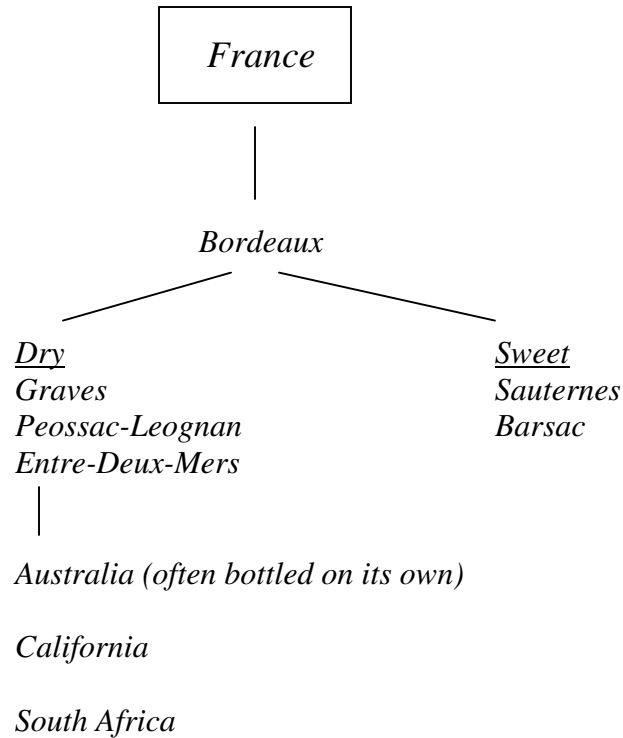 France
Bordeaux
Dry
Graves
Peossac-Leognan
Entre-Deux-Mers
Sweet
Sauternes
Barsac
Australia (often bottled on its own)
California
South Africa